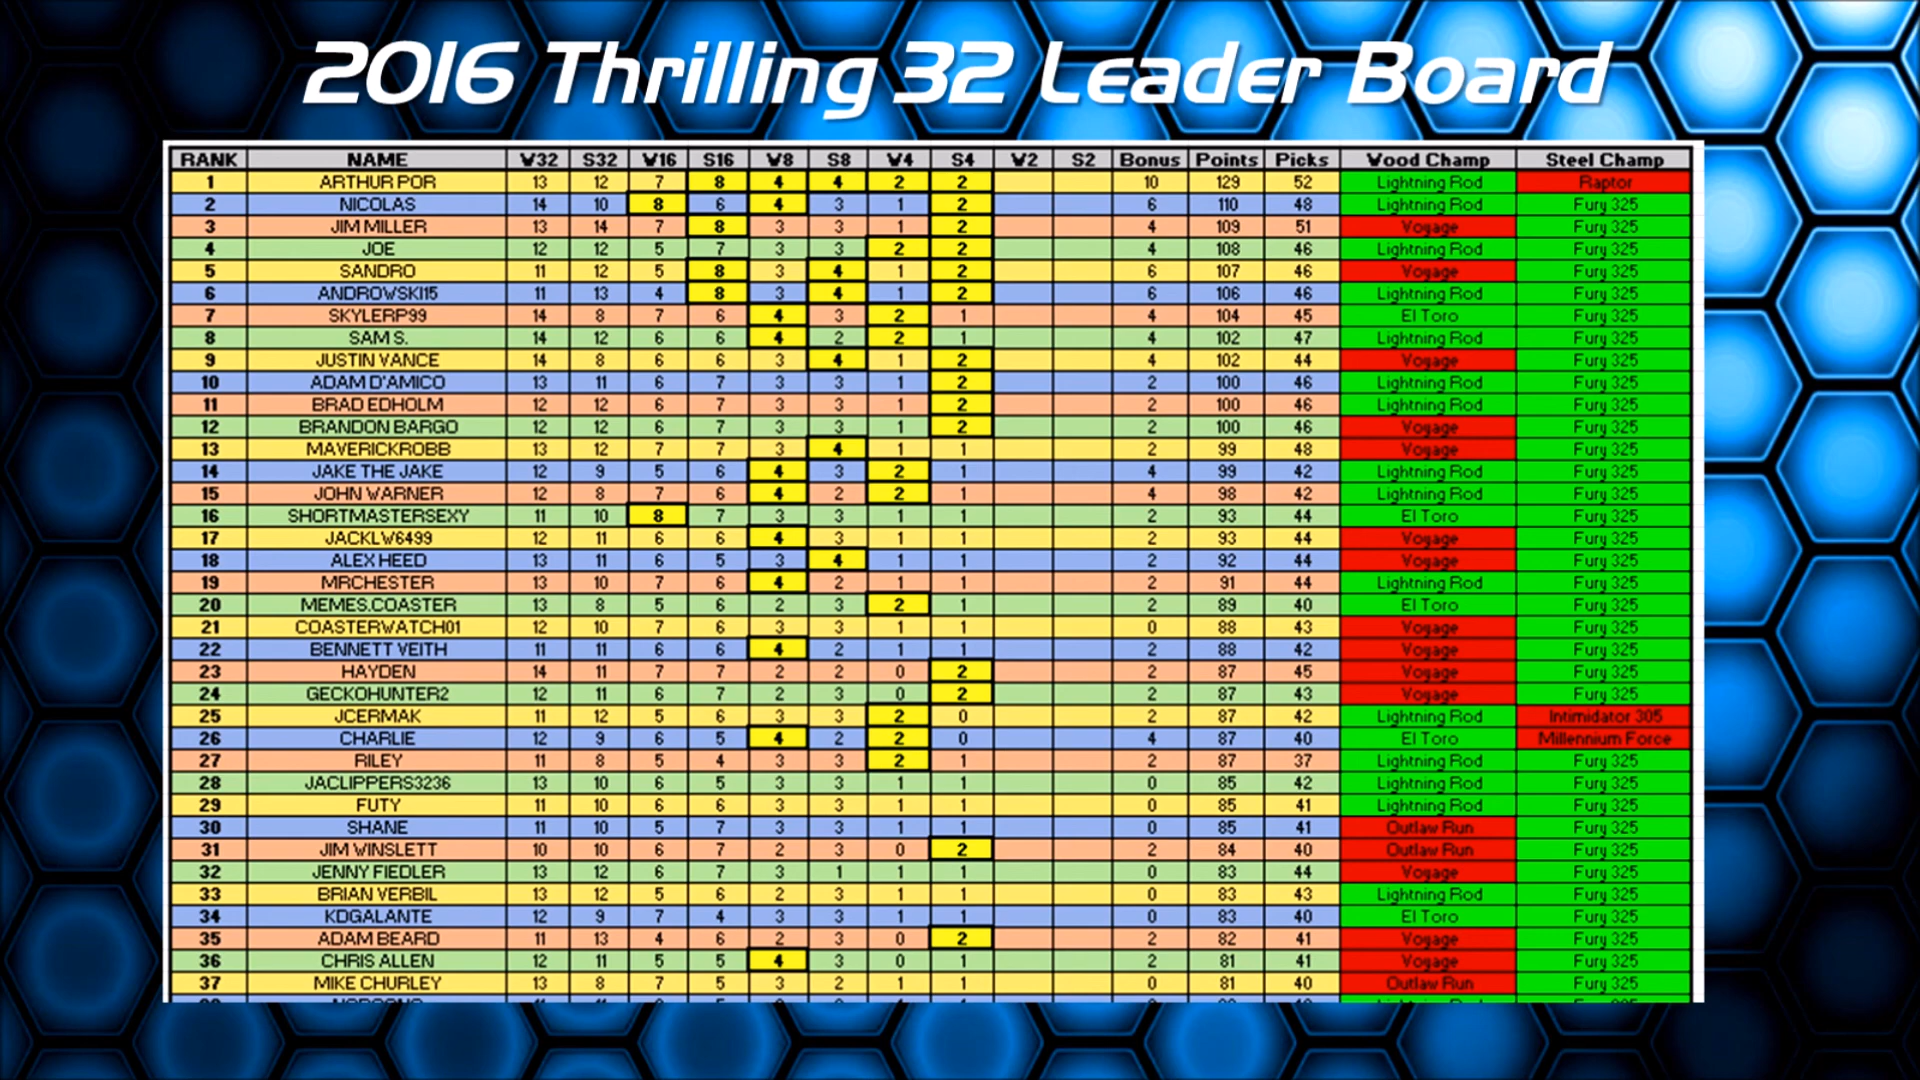 2016 Thrilling 32 Leader Board
RANK NAME W32 S32 W16 S16 W8 S8 W4 S4 W2 S2 Bonus Points Picks Wood Champ Steel Champ
1 ARTHUR POR 13 12 7 8 4 4 2 2 10 129 52 Lightning Rod Raptor
2 NICOLAS 14 10 8 6 4 3 1 2 6 110 48 Lightning Rod Fury 325
3 JIM MILLER 13 14 7 8 3 3 1 2 4 109 51 Voyage Fury 325
4 JOE 12 12 5 7 3 3 2 2 4 108 46 Lightning Rod Fury 325
5 SANDRO 11 12 5 8 3 4 1 2 6 107 46 Voyage Fury 325
6 ANDROWSKI15 11 13 4 8 3 4 1 2 6 106 46 Lightning Rod Fury 325
7 SKYLERP99 14 8 7 6 4 3 2 1 4 104 45 El Toro Fury 325
8 SAM S. 14 12 6 6 4 2 2 1 4 102 47 Lightning Rod Fury 325
9 JUSTIN VANCE 14 8 6 6 3 4 1 2 4 102 44 Voyage Fury 325
10 ADAM D'AMICO 13 11 6 7 3 3 1 2 2 100 46 Lightning Rod Fury 325
11 BRAD EDHOLM 12 12 6 7 3 3 1 2 2 100 46 Lightning Rod Fury 325
12 BRANDON BARGO 12 12 6 7 3 3 1 2 2 100 46 Voyage Fury 325
13 MAVERICKROBB 13 12 7 7 3 4 1 1 2 99 48 Voyage Fury 325
14 JAKE THE JAKE 12 9 5 6 4 3 2 1 4 99 42 Lightning Rod Fury 325
15 JOHN WARNER 12 8 7 6 4 2 2 1 4 98 42 Lightning Rod Fury 325
16 SHORTMASTERSEXY 11 10 8 7 3 3 1 1 2 93 44 El Toro Fury 325
17 JACKLW6499 12 11 6 6 4 3 1 1 2 93 44 Voyage Fury 325
18 ALEX HEED 13 11 6 5 3 4 1 1 2 92 44 Voyage Fury 325
19 MRCHESTER 13 10 7 6 4 2 1 1 2 91 44 Lightning Rod Fury 325
20 MEMES.COASTER 13 8 5 6 2 3 2 1 2 89 40 El Toro Fury 325
21 COASTERWATCH01 12 10 7 6 3 3 1 1 0 88 43 Voyage Fury 325
22 BENNETT VEITH 11 11 6 6 4 2 1 1 2 88 42 Voyage Fury 325
23 HAYDEN 14 11 7 7 2 2 0 2 2 87 45 Voyage Fury 325
24 GECKOHUNTER2 12 11 6 7 2 3 0 2 2 87 43 Voyage Fury 325
25 JCERMAK 11 12 5 6 3 3 2 0 2 87 42 Lightning Rod Intimidator 305
26 CHARLIE 12 9 6 5 4 2 2 0 4 87 40 El Toro Millennium Force
27 RILEY 11 8 5 4 3 3 2 1 2 87 37 Lightning Rod Fury 325
28 JACLIPPERS3236 13 10 6 5 3 3 1 1 0 85 42 Lightning Rod Fury 325
29 FUTY 11 10 6 6 3 3 1 1 0 85 41 Lightning Rod Fury 325
30 SHANE 11 10 5 7 3 3 1 1 0 85 41 Outlaw Run Fury 325
31 JIM WINSLETT 10 10 6 7 2 3 0 2 2 84 40 Outlaw Run Fury 325
32 JENNY FIEDLER 13 12 6 7 3 1 1 1 0 83 44 Voyage Fury 325
33 BRIAN VERBIL 13 12 5 6 2 3 1 1 0 83 43 Lightning Rod Fury 325
34 KDGALANTE 12 9 7 4 3 3 1 1 0 83 40 El Toro Fury 325
35 ADAM BEARD 11 13 4 6 2 3 0 2 2 82 41 Voyage Fury 325
36 CHRIS ALLEN 12 11 5 5 4 3 0 1 2 81 41 Voyage Fury 325
37 MIKE CHURLEY 13 8 7 5 3 2 1 1 0 81 40 Outlaw Run Fury 325